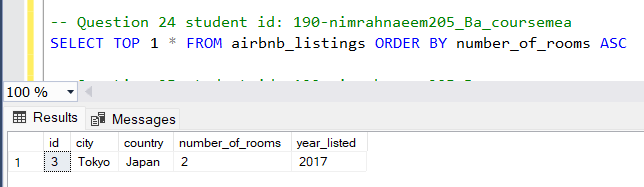 -- Question 24 student id: 190-nimrahnaeem205_Ba_coursemea
SELECT TOP 1 * FROM airbnb_listings ORDER BY number_of_rooms ASC
100 %
Results Messages
id city country number_of_rooms year_listed
1 3 Tokyo Japan 2 2017